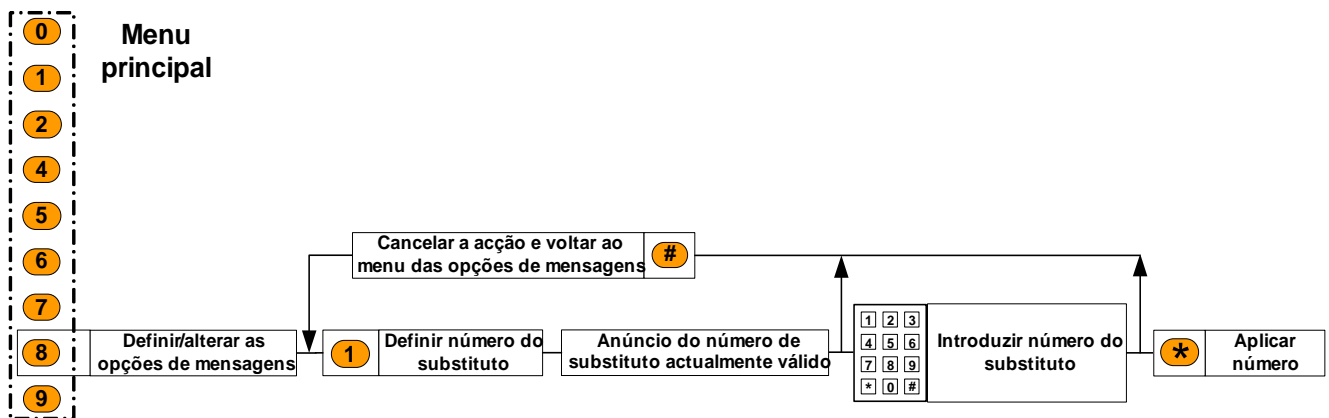 0
Menu
principal
1
2
4
5
6
7
Cancelar a acção e voltar ao
menu das opções de mensagens
#
8
Definir/alterar as
opções de mensagens
1
Definir número do
substituto
Anúncio do número de
substituto actualmente válido
1 2 3
4 5 6
7 8 9
* 0 #
Introduzir número do
substituto
*
Aplicar
número
9